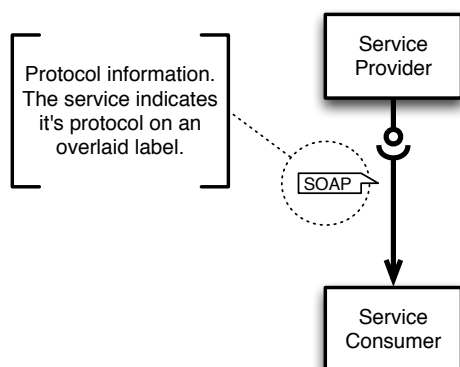 Protocol information.
The service indicates
it's protocol on an
overlaid label.
Service
Provider
SOAP
Service
Consumer